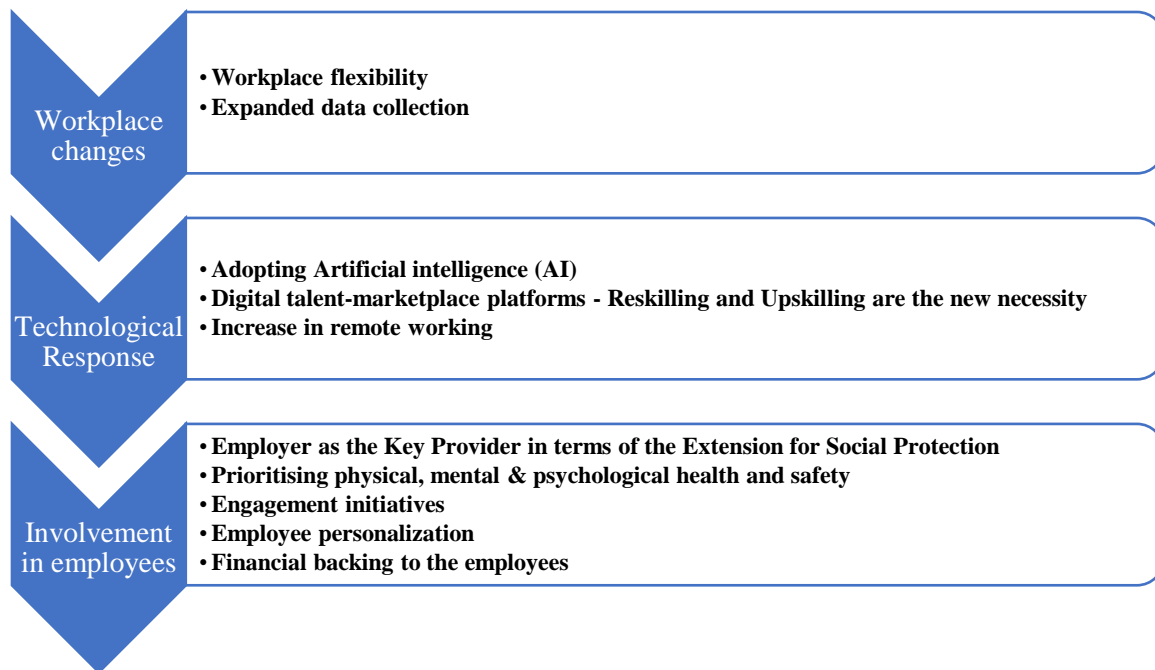 Workplace
changes
• Workplace flexibility
• Expanded data collection
Technological
Response
• Adopting Artificial intelligence (AI)
• Digital talent-marketplace platforms - Reskilling and Upskilling are the new necessity
• Increase in remote working
Involvement
in employees
• Employer as the Key Provider in terms of the Extension for Social Protection
• Prioritising physical, mental & psychological health and safety
• Engagement initiatives
• Employee personalization
• Financial backing to the employees